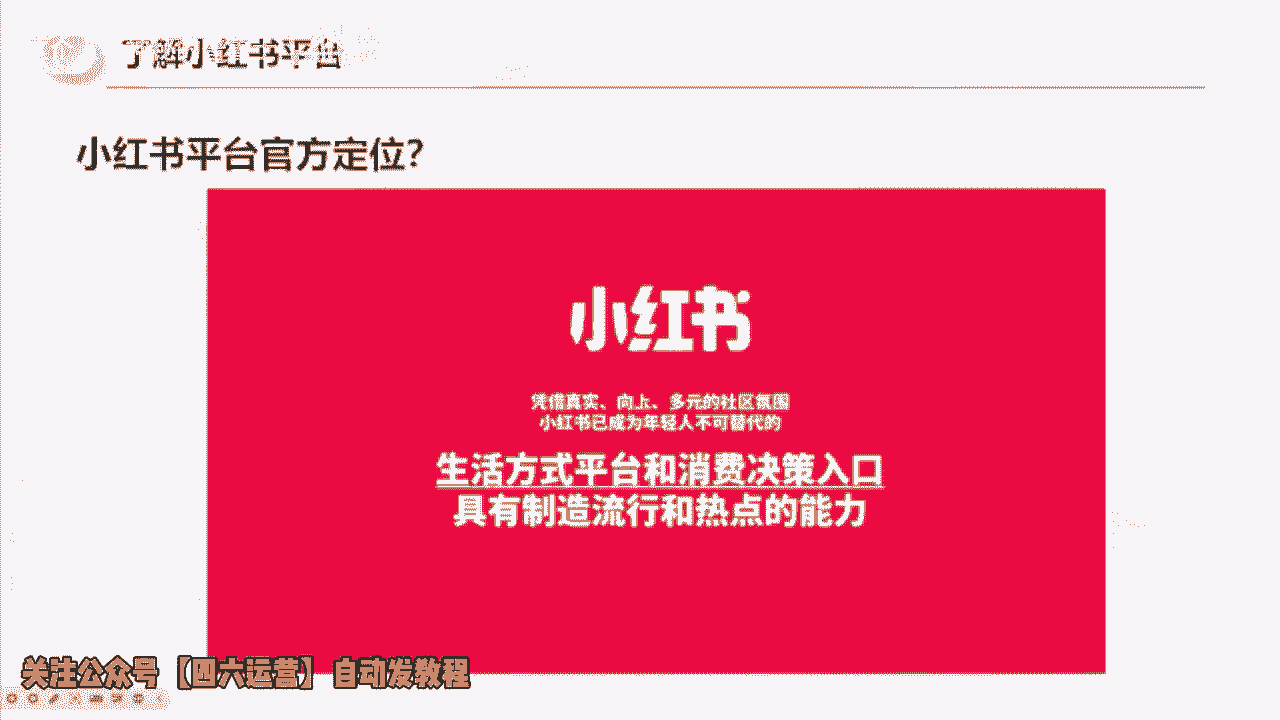 了解小红书平台
小红书平台官方定位?
小红书
凭借真实、向上、多元的社区氛围
小红书已成为年轻人不可替代的
生活方式平台和消费决策入口
具有制造流行和热点的能力
关注公众号【四六运营】自动发教程